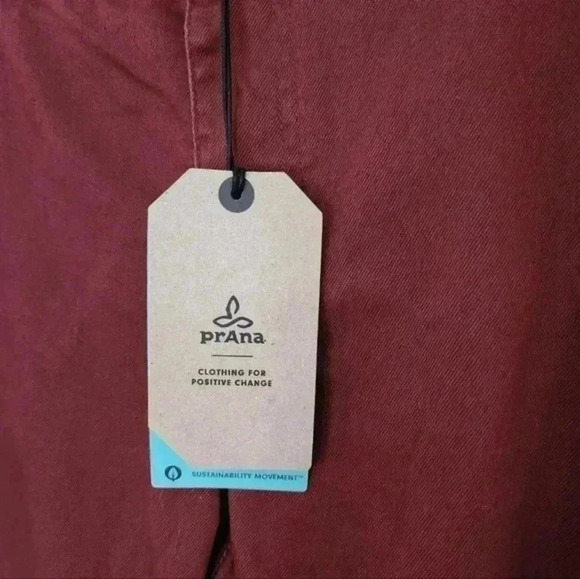 prAna
CLOTHING FOR
POSITIVE CHANGE
SUSTAINABILITY MOVEMENT™